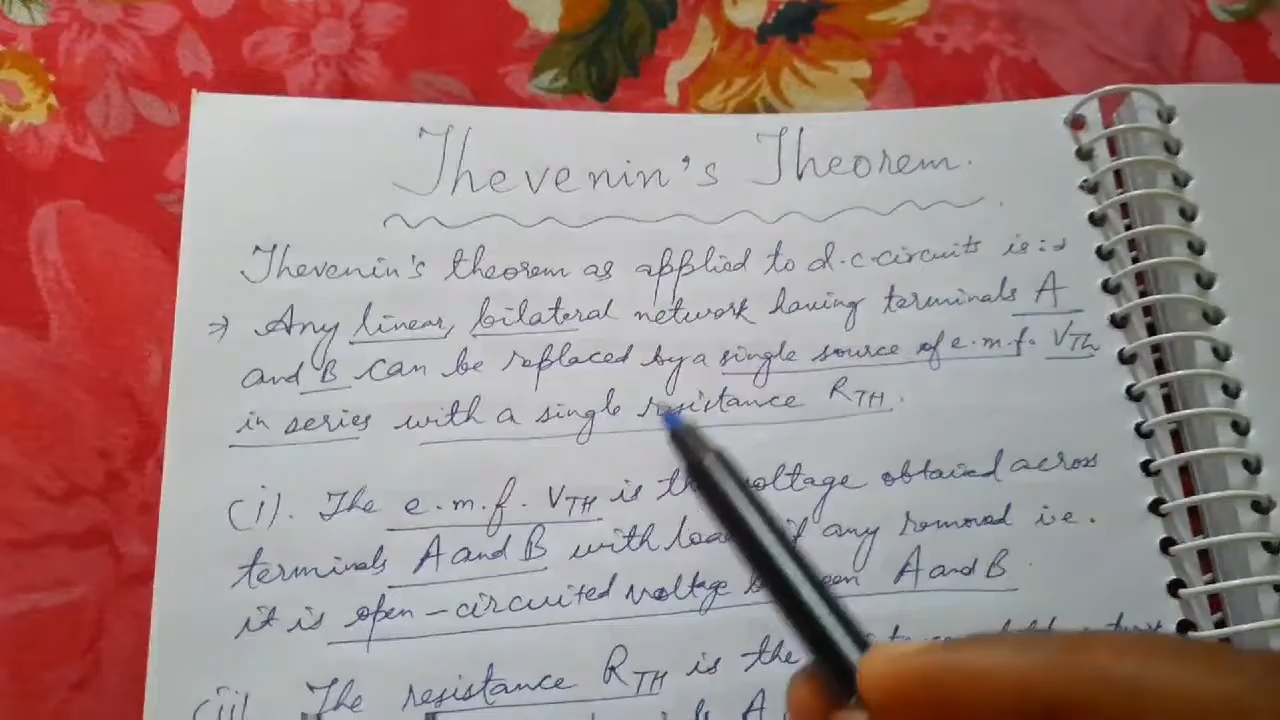 Thevenin's Theorem.
Thevenin's theorem as applied to d.c. circuits is:→
⇒ Any linear, bilateral network having terminals A
and B can be replaced by a single source of e.m.f. VTh
in series with a single resistance RTH.
(i). The e.m.f. VTH is the voltage obtained across
terminals A and B with load if any removed i.e.
it is open-circuited voltage between A and B.
The resistance RTH is the
A